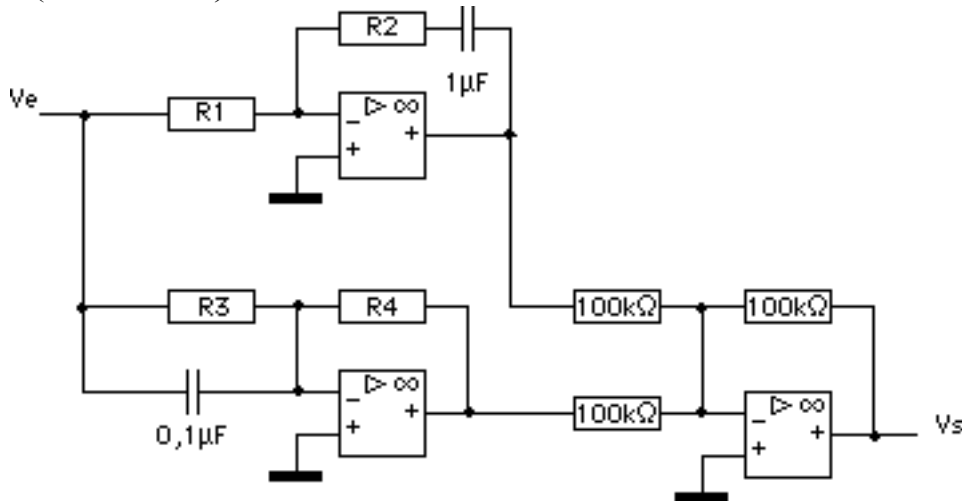 R2
1µF
Ve
R1
▷ ∞
-
+
+
R3
R4
100kΩ
100kΩ
▷ ∞
-
+
+
0,1µF
100kΩ
▷ ∞
-
+
+
Vs